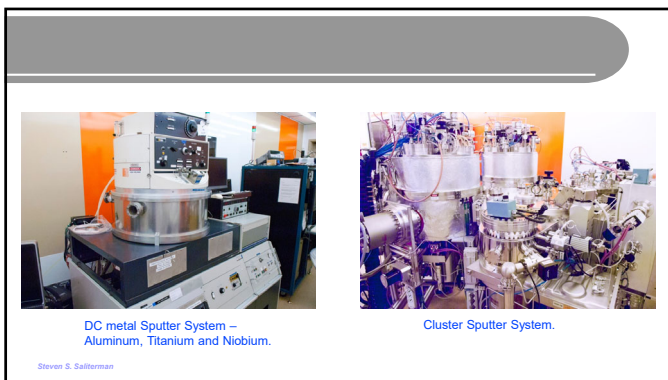 DC metal Sputter System –
Aluminum, Titanium and Niobium.
Cluster Sputter System.
Steven S. Saliterman